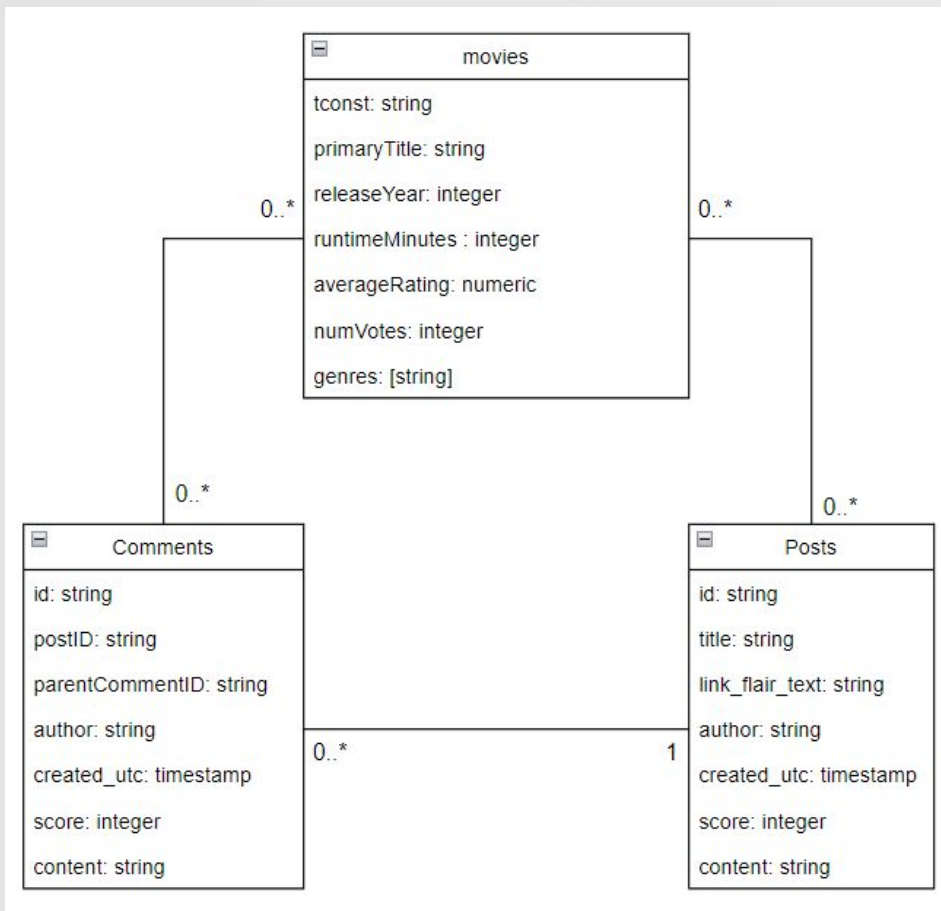 movies
tconst: string
primaryTitle: string
releaseYear: integer
runtimeMinutes : integer
averageRating: numeric
numVotes: integer
genres: [string]
0..*
0..*
0..*
0..*
Comments
id: string
postID: string
parentCommentID: string
author: string
created_utc: timestamp
score: integer
content: string
0..*
1
Posts
id: string
title: string
link_flair_text: string
author: string
created_utc: timestamp
score: integer
content: string